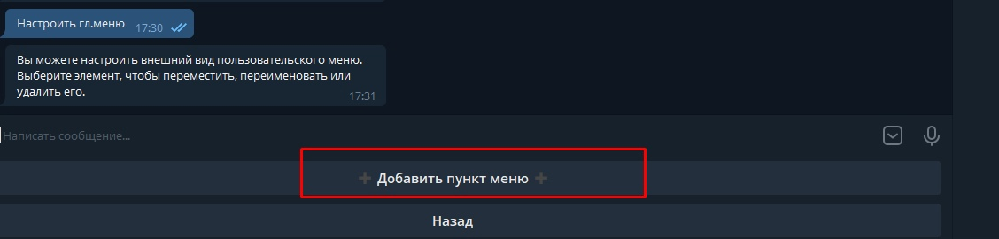 Настроить гл.меню 17:30
Вы можете настроить внешний вид пользовательского меню.
Выберите элемент, чтобы переместить, переименовать или
удалить его.
17:31
Написать сообщение...
➕ Добавить пункт меню ➕
Назад